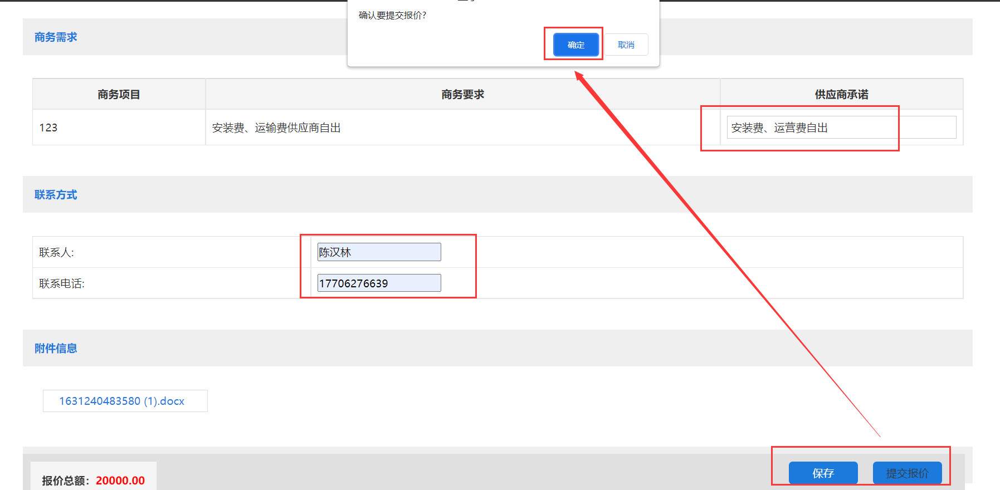 确认要提交报价?
确定
取消
商务需求
商务项目
商务要求
供应商承诺
123
安装费、运输费供应商自出
安装费、运营费自出
联系方式
联系人:
陈汉林
联系电话:
17706276639
附件信息
1631240483580 (1).docx
报价总额：20000.00
保存
提交报价